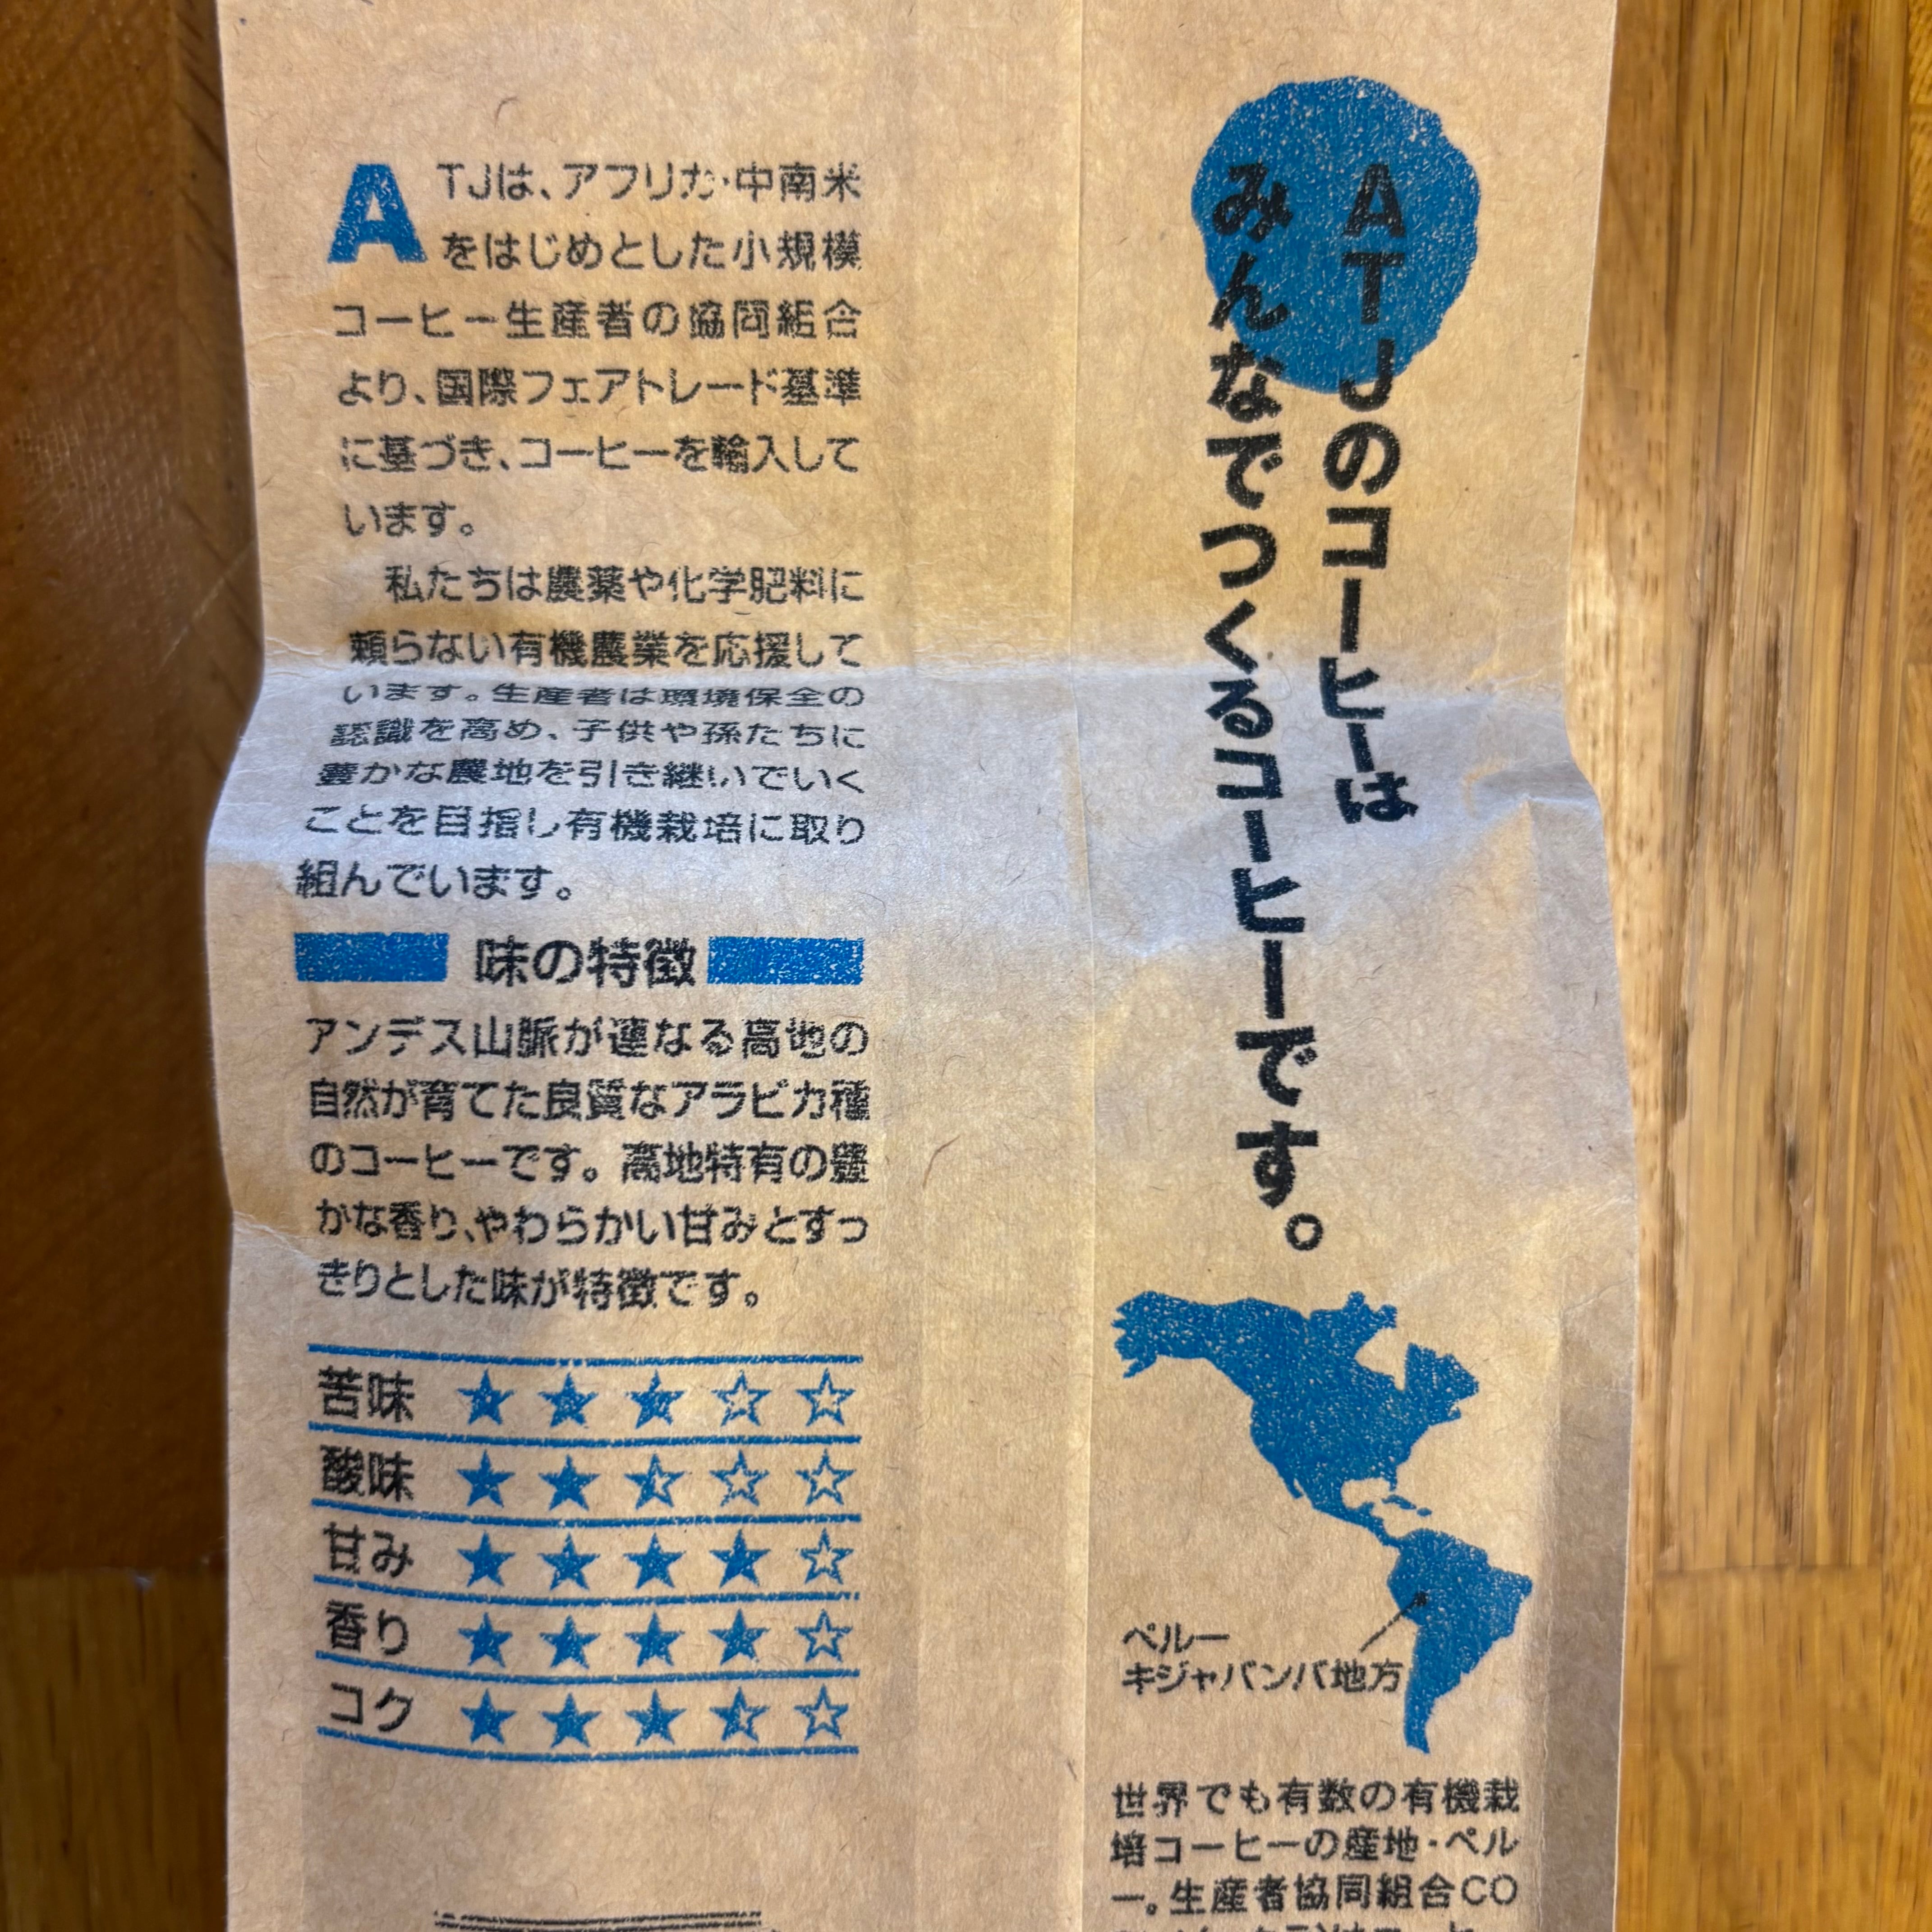 ATJは、アフリカ・中南米
をはじめとした小規模
コーヒー生産者の協同組合
より、国際フェアトレード基準
に基づき、コーヒーを輸入して
います。
私たちは農薬や化学肥料に
頼らない有機農業を応援して
います。生産者は環境保全の
認識を高め、子供や孫たちに
豊かな農地を引き継いでいく
ことを目指し有機栽培に取り
組んでいます。
味の特徴
アンデス山脈が連なる高地の
自然が育てた良質なアラビカ種
のコーヒーです。高地特有の豊
かな香り、やわらかい甘みとすっ
きりとした味が特徴です。
苦味 ★★★☆☆
酸味 ★★⯪☆☆
甘み ★★★★☆
香り ★★★★☆
コク ★★★⯪☆
ATJのコーヒーは
みんなでつくるコーヒーです。
ペルー
キジャバンバ地方
世界でも有数の有機栽
培コーヒーの産地・ペル
ー。生産者協同組合CO